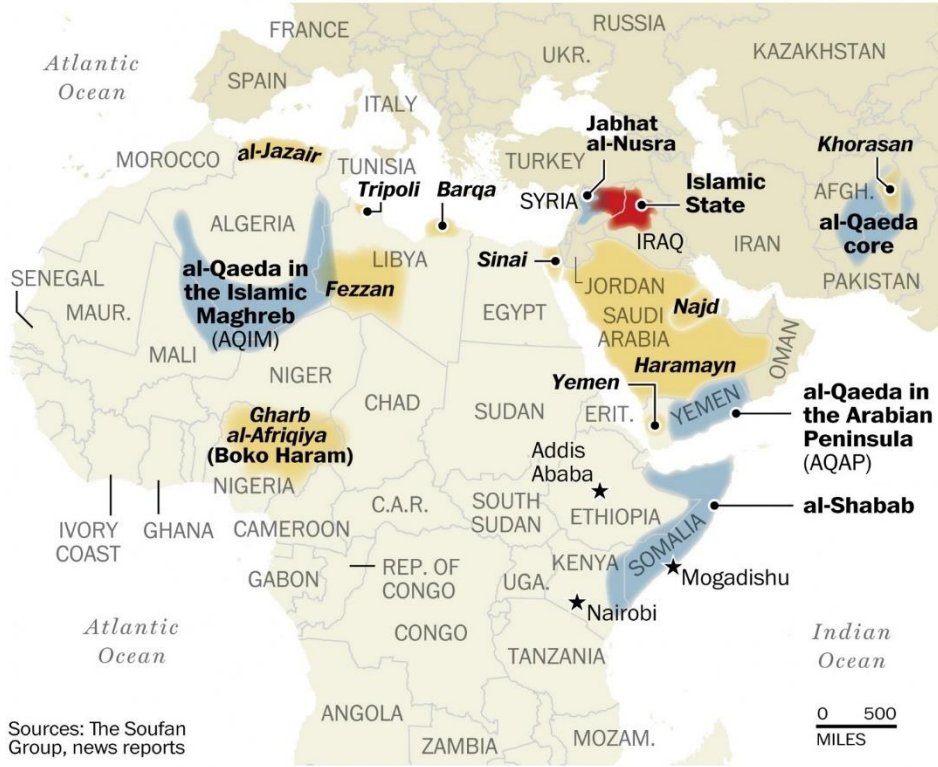 FRANCE
RUSSIA
UKR.
KAZAKHSTAN
Atlantic
Ocean
SPAIN
ITALY
Jabhat
al-Nusra
Khorasan
MOROCCO
al-Jazair
TUNISIA
TURKEY
Tripoli
Barqa
SYRIA
Islamic
State
AFGH.
al-Qaeda
core
ALGERIA
IRAQ
IRAN
Sinai
LIBYA
al-Qaeda in
the Islamic
Maghreb
(AQIM)
Fezzan
SENEGAL
JORDAN
PAKISTAN
MAUR.
EGYPT
SAUDI
ARABIA
Najd
OMAN
MALI
Haramayn
NIGER
Yemen
CHAD
SUDAN
ERIT.
YEMEN
al-Qaeda in
the Arabian
Peninsula
(AQAP)
Gharb
al-Afriqiya
(Boko Haram)
Addis
Ababa
NIGERIA
C.A.R.
SOUTH
SUDAN
ETHIOPIA
al-Shabab
IVORY
COAST
GHANA
CAMEROON
SOMALIA
KENYA
GABON
REP. OF
CONGO
UGA.
Mogadishu
Nairobi
Atlantic
Ocean
CONGO
Indian
Ocean
TANZANIA
ANGOLA
0 500
MILES
Sources: The Soufan
Group, news reports
ZAMBIA
MOZAM.